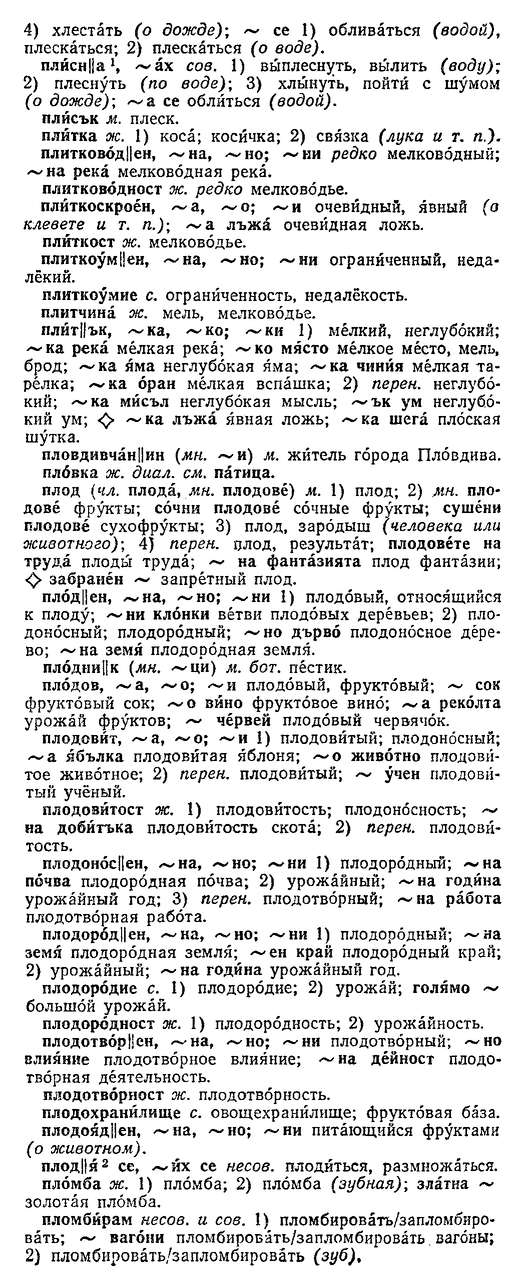 4) хлеста́ть (о дожде); ~ се 1) облива́ться (водой),
плеска́ться; 2) плеска́ться (о воде).
пли́сн||а¹, ~ах сов. 1) вы́плеснуть, вы́лить (воду);
2) плесну́ть (по воде); 3) хлы́нуть, пойти́ с шу́мом
(о дожде); ~а се обли́ться (водой).
пли́сък м. плеск.
пли́тка ж. 1) коса́; коси́чка; 2) свя́зка (лука и т. п.).
плитково́д||ен, ~на, ~но; ~ни редко мелково́дный;
~на река́ мелково́дная река́.
плитково́дност ж. редко мелково́дье.
пли́ткоскрое́н, ~а, ~о; ~и очеви́дный, я́вный (о
клевете и т. п.); ~а лъжа́ очеви́дная ложь.
пли́ткост ж. мелково́дье.
плиткоу́м||ен, ~на, ~но; ~ни ограни́ченный, неда-
лёкий.
плиткоу́мие с. ограни́ченность, недалёкость.
плитчина́ ж. мель, мелково́дье.
пли́т||ък, ~ка, ~ко; ~ки 1) ме́лкий, неглубо́кий;
~ка река́ ме́лкая река́; ~ко мя́сто ме́лкое ме́сто, мель,
брод; ~ка я́ма неглубо́кая я́ма; ~ка чини́я ме́лкая та-
ре́лка; ~ка о́ран ме́лкая вспа́шка; 2) перен. неглубо́-
кий; ~ка ми́съл неглубо́кая мысль; ~ък ум неглубо́-
кий ум; ◇ ~ка лъжа́ я́вная ложь; ~ка шега́ пло́ская
шу́тка.
пловдивча́н||ин (мн. ~и) м. жи́тель го́рода Пло́вдива.
пло́вка ж. диал. см. па́тица.
плод (чл. плода́, мн. плодове́) м. 1) плод; 2) мн. пло-
дове́ фру́кты; со́чни плодове́ со́чные фру́кты; суше́ни
плодове́ сухофру́кты; 3) плод, заро́дыш (человека или
животного); 4) перен. плод, результа́т; плодове́те на
труда́ плоды́ труда́; ~ на фанта́зията плод фанта́зии;
◇ забране́н ~ запре́тный плод.
пло́д||ен, ~на, ~но; ~ни 1) плодо́вый, относя́щийся
к плоду́; ~ни кло́нки ве́тви плодо́вых дере́вьев; 2) пло-
доно́сный; плодоро́дный; ~но дърво́ плодоно́сное де́ре-
во; ~на земя́ плодоро́дная земля́.
пло́дни||к (мн. ~ци) м. бот. пе́стик.
пло́дов, ~а, ~о; ~и плодо́вый, фрукто́вый; ~ сок
фрукто́вый сок; ~о ви́но фрукто́вое вино́; ~а реко́лта
урожа́й фру́ктов; ~ че́рвей плодо́вый червячо́к.
плодови́т, ~а, ~о; ~и 1) плодови́тый; плодоно́сный;
~а я́бълка плодови́тая я́блоня; ~о живо́тно плодови́-
тое живо́тное; 2) перен. плодови́тый; ~ у́чен плодови́-
тый учёный.
плодови́тост ж. 1) плодови́тость; плодоно́сность; ~
на доби́тъка плодови́тость скота́; 2) перен. плодови́-
тость.
плодоно́с||ен, ~на, ~но; ~ни 1) плодоро́дный; ~на
по́чва плодоро́дная по́чва; 2) урожа́йный; ~на годи́на
урожа́йный год; 3) перен. плодотво́рный; ~на ра́бота
плодотво́рная рабо́та.
плодоро́д||ен, ~на, ~но; ~ни 1) плодоро́дный; ~на
земя́ плодоро́дная земля́; ~ен край плодоро́дный край;
2) урожа́йный; ~на годи́на урожа́йный год.
плодоро́дие с. 1) плодоро́дие; 2) урожа́й; голя́мо ~
большо́й урожа́й.
плодоро́дност ж. 1) плодоро́дность; 2) урожа́йность.
плодотво́р||ен, ~на, ~но; ~ни плодотво́рный; ~но
влия́ние плодотво́рное влия́ние; ~на де́йност плодо-
тво́рная де́ятельность.
плодотво́рност ж. плодотво́рность.
плодохрани́лище с. овощехрани́лище; фрукто́вая ба́за.
плодоя́д||ен, ~на, ~но; ~ни пита́ющийся фру́ктами
(о животном).
плод||я́² се, ~и́х се несов. плоди́ться, размножа́ться.
пло́мба ж. 1) пло́мба; 2) пло́мба (зубная); зла́тна ~
золота́я пло́мба.
пломби́рам несов. и сов. 1) пломбирова́ть/запломбиро-
ва́ть; ~ ваго́ни пломбирова́ть/запломбирова́ть ваго́ны;
2) пломбирова́ть/запломбирова́ть (зуб).